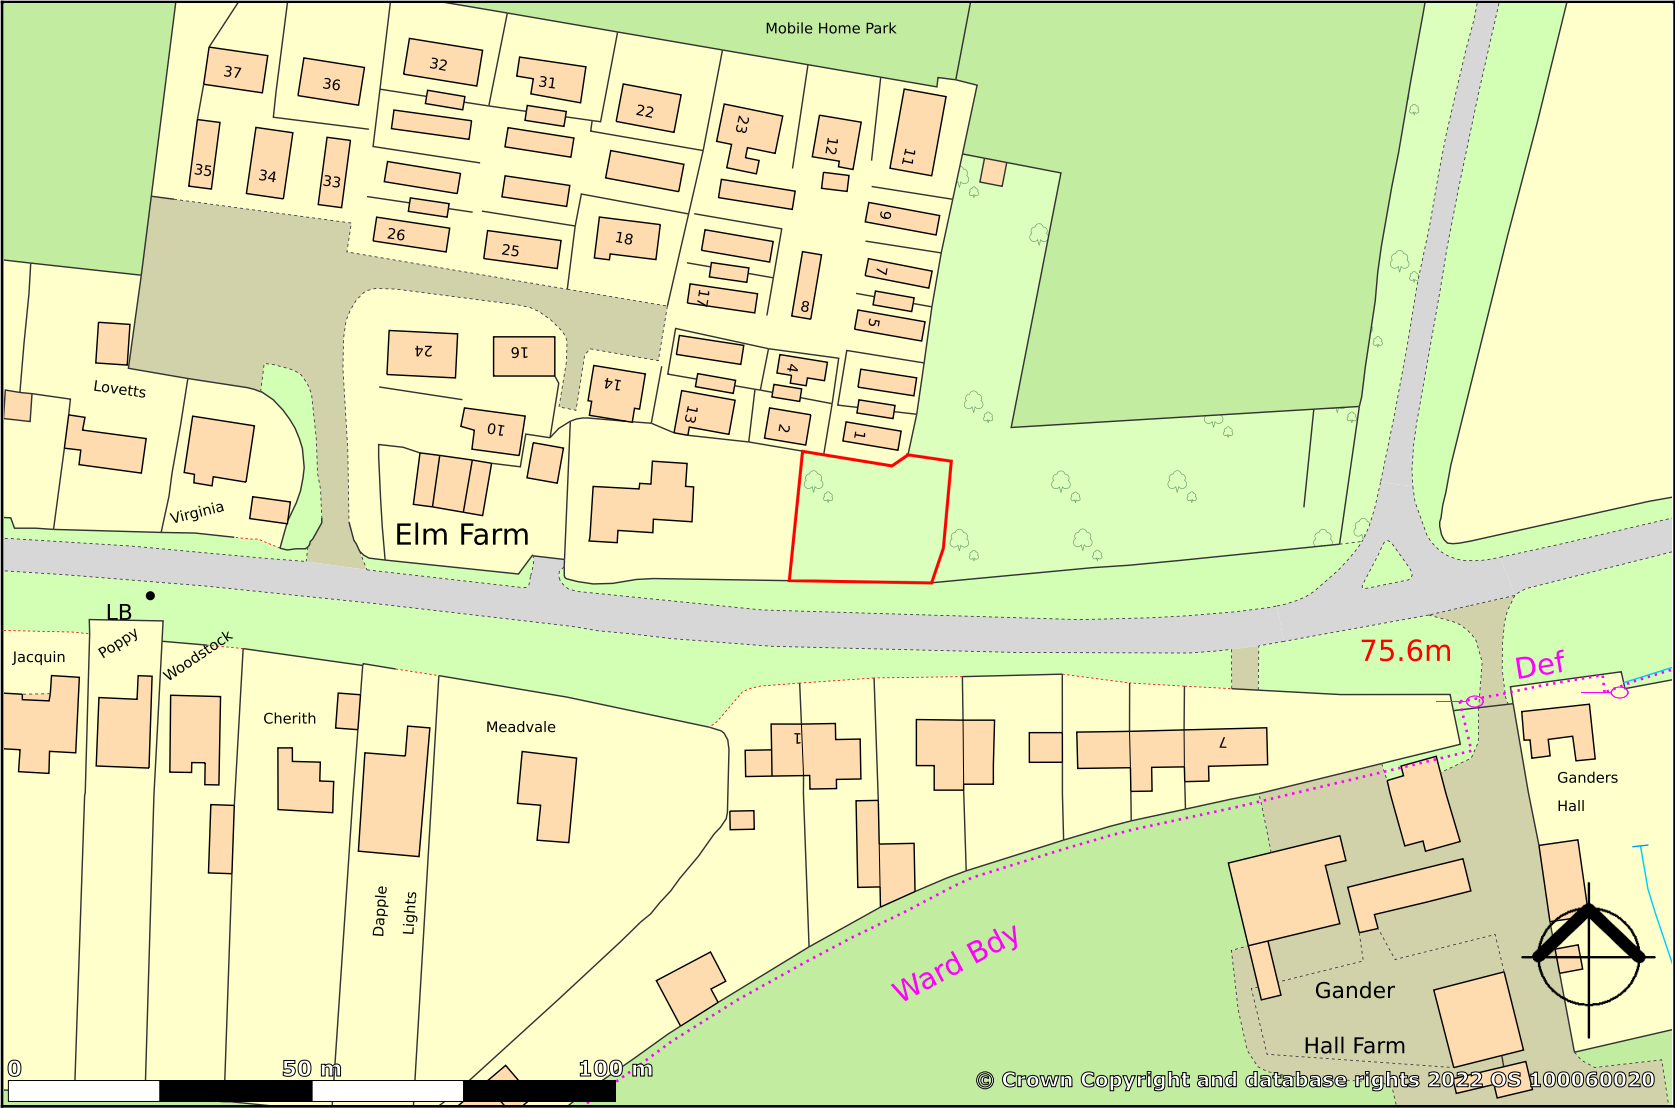 Mobile Home Park
37
36
32
31
22
23
12
11
35
34
33
26
25
18
9
7
5
17
8
24
16
14
4
13
2
1
10
Lovetts
Virginia
Elm Farm
LB
Poppy
Woodstock
Jacquin
Cherith
Meadvale
Dapple
Lights
1
7
75.6m
Def
Ganders
Hall
Ward Bdy
Gander
Hall Farm
0
50 m
100 m
© Crown Copyright and database rights 2022 OS 100060020